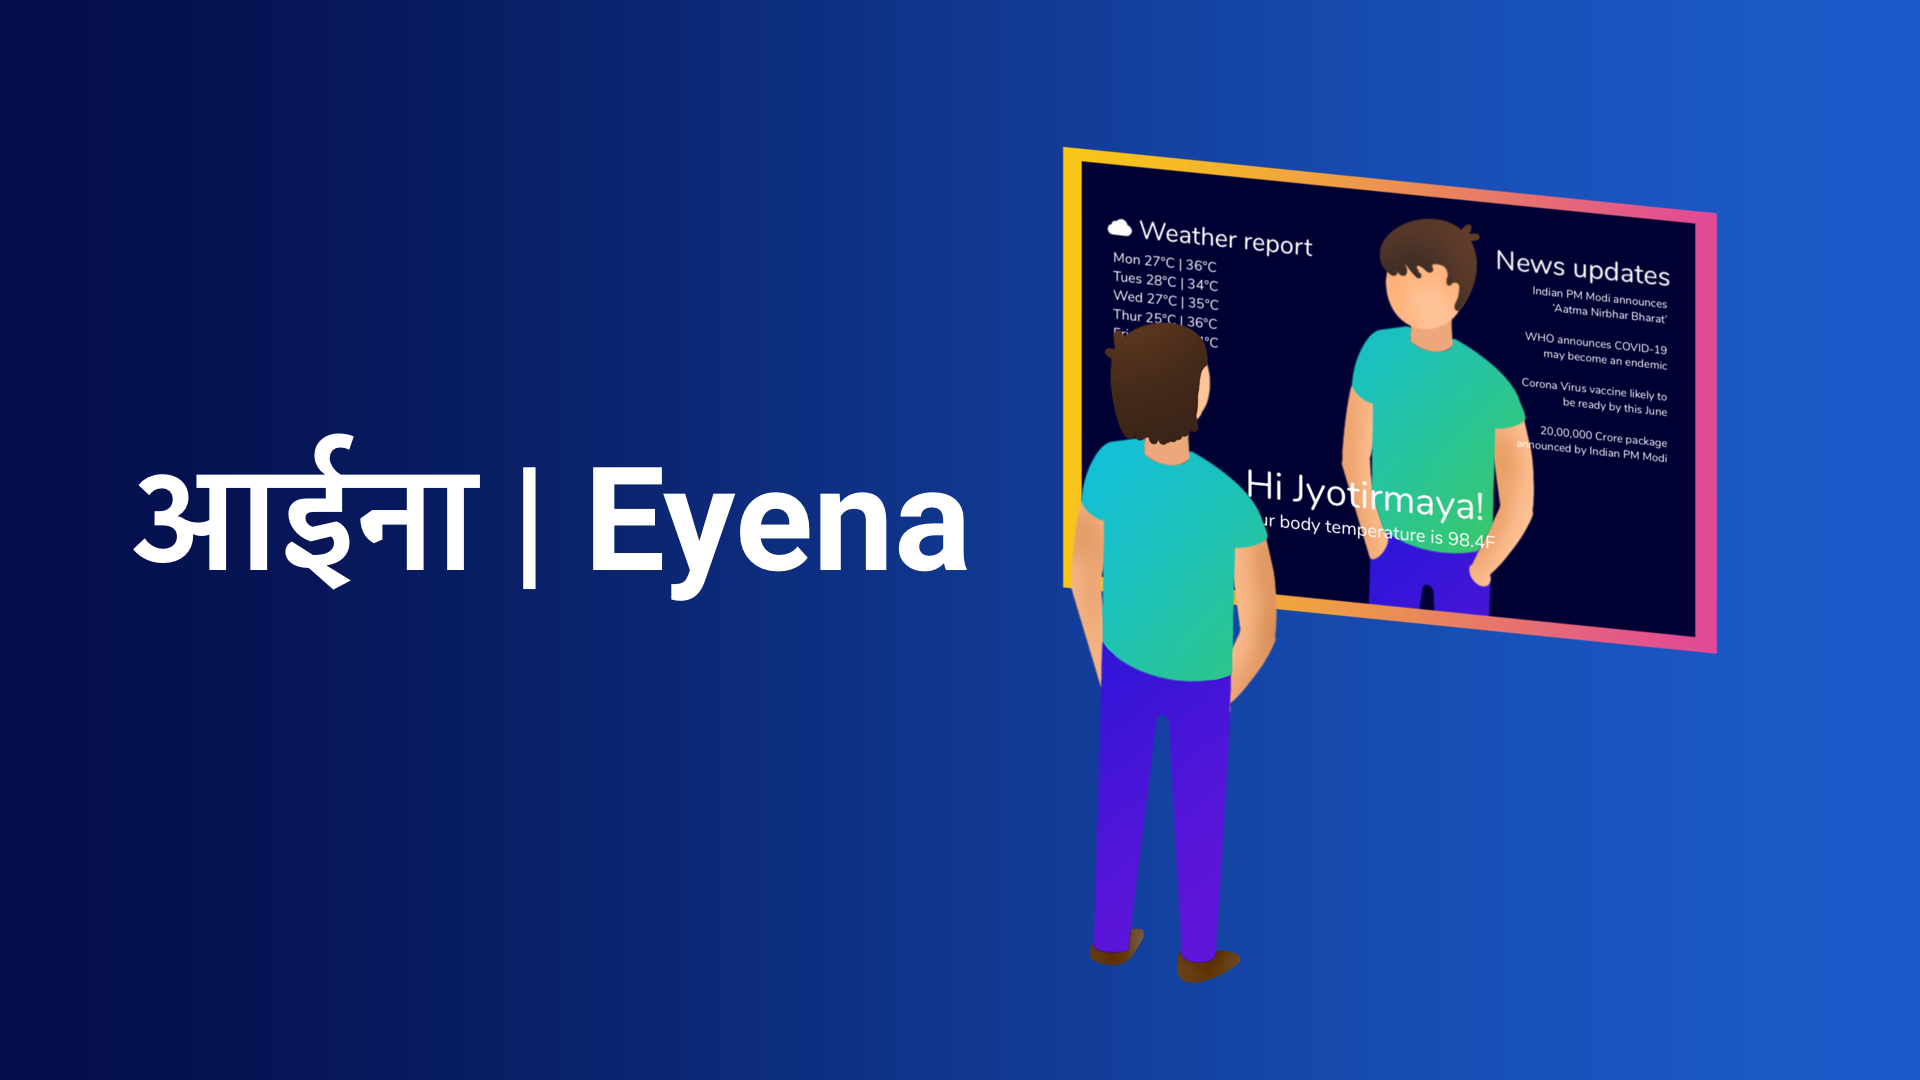 आईना | Eyena
Weather report
Mon 27°C | 36°C
Tues 28°C | 34°C
Wed 27°C | 35°C
Thur 25°C | 36°C
News updates
Indian PM Modi announces
'Aatma Nirbhar Bharat'
WHO announces COVID-19
may become an endemic
Corona Virus vaccine likely to
be ready by this June
20,00,000 Crore package
announced by Indian PM Modi
Hi Jyotirmaya!
body temperature is 98.4F